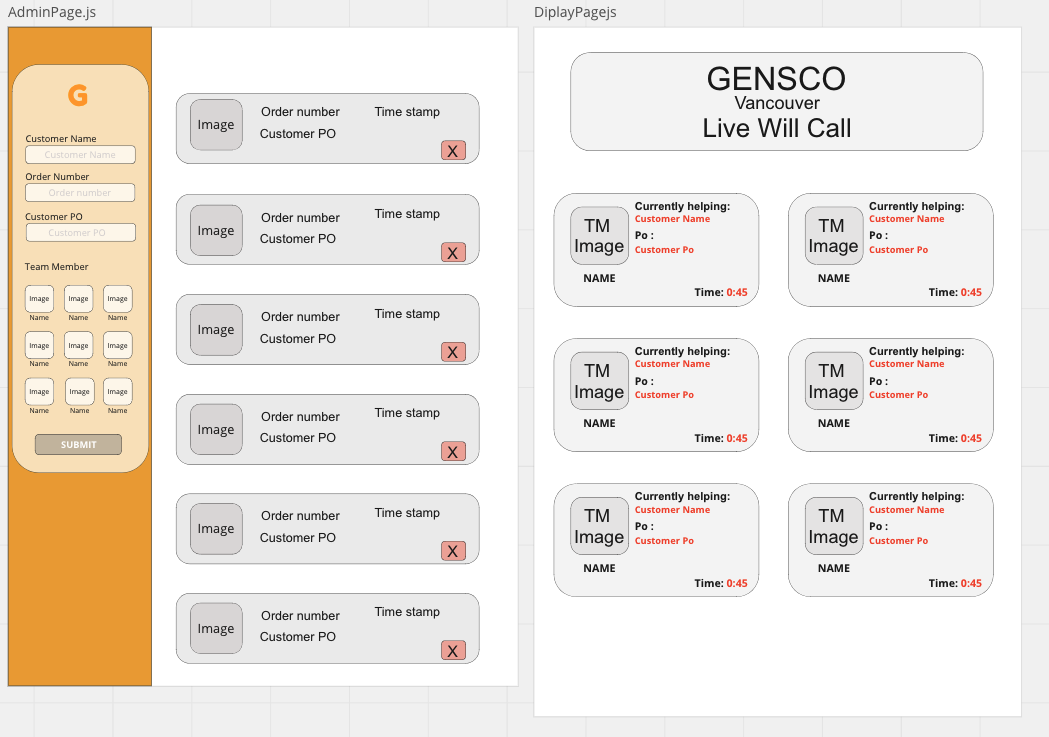 AdminPage.js
G
Customer Name
Customer Name
Order Number
Order number
Customer PO
Customer PO
Team Member
Image Image Image
Name Name Name
Image Image Image
Name Name Name
Image Image Image
Name Name Name
SUBMIT
Image
Order number Time stamp
Customer PO
X
Image
Order number Time stamp
Customer PO
X
Image
Order number Time stamp
Customer PO
X
Image
Order number Time stamp
Customer PO
X
Image
Order number Time stamp
Customer PO
X
Image
Order number Time stamp
Customer PO
X
DiplayPagejs
GENSCO
Vancouver
Live Will Call
TM
Image
Currently helping:
Customer Name
Po :
Customer Po
NAME
Time: 0:45
TM
Image
Currently helping:
Customer Name
Po :
Customer Po
NAME
Time: 0:45
TM
Image
Currently helping:
Customer Name
Po :
Customer Po
NAME
Time: 0:45
TM
Image
Currently helping:
Customer Name
Po :
Customer Po
NAME
Time: 0:45
TM
Image
Currently helping:
Customer Name
Po :
Customer Po
NAME
Time: 0:45
TM
Image
Currently helping:
Customer Name
Po :
Customer Po
NAME
Time: 0:45